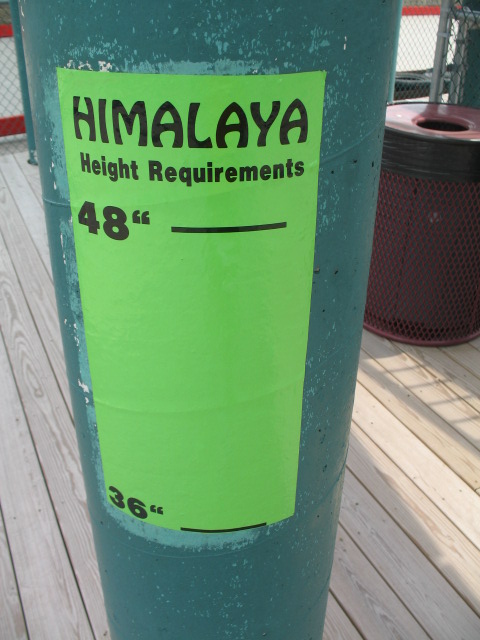 HIMALAYA
Height Requirements
48“
36“